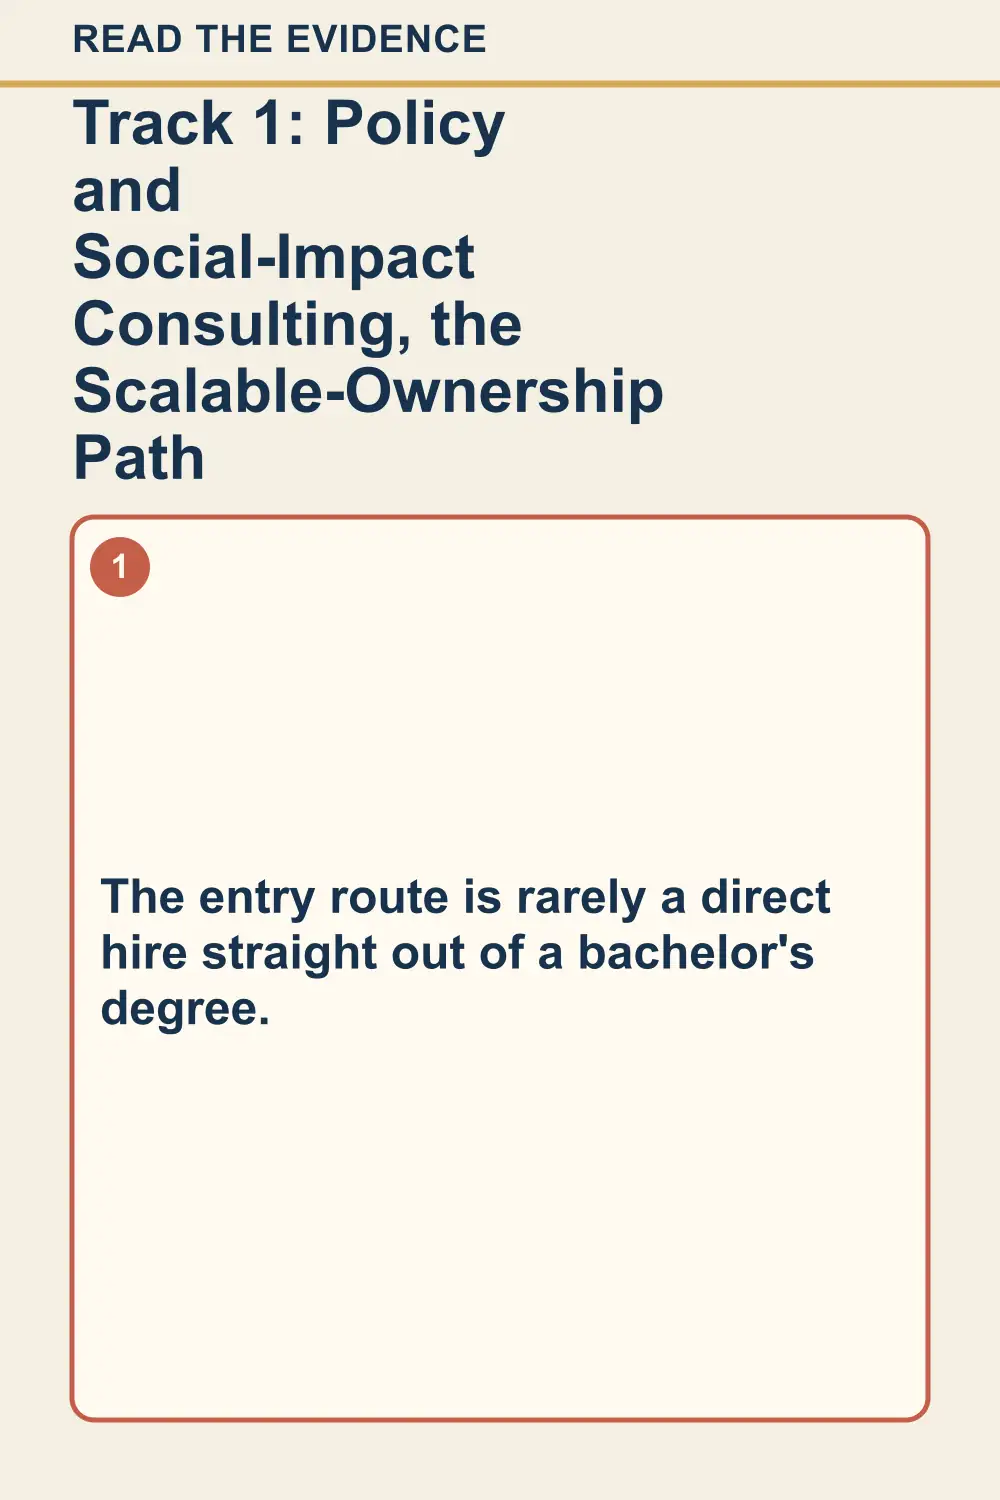 READ THE EVIDENCE
Track 1: Policy
and
Social-Impact
Consulting, the
Scalable-Ownership
Path
1
The entry route is rarely a direct
hire straight out of a bachelor's
degree.